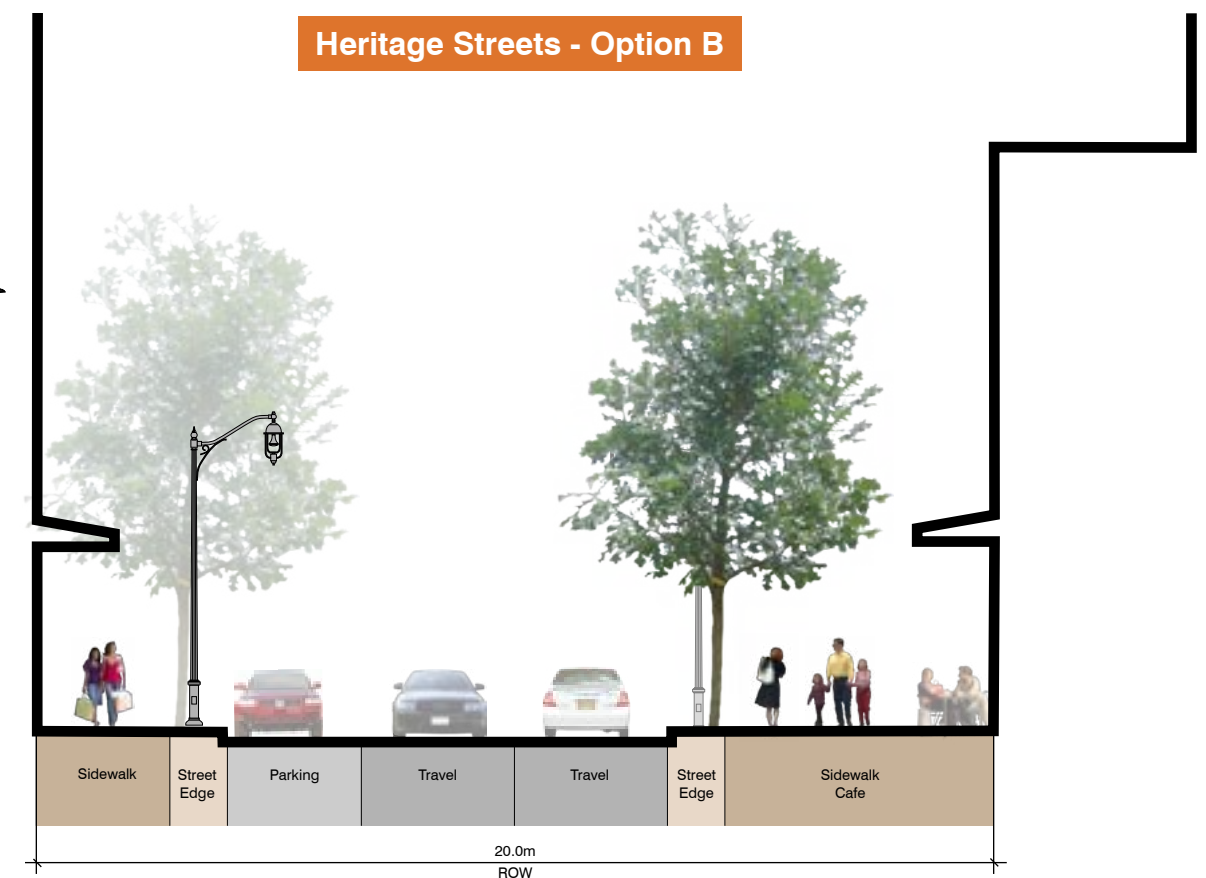 Heritage Streets - Option B
Sidewalk
Street
Edge
Parking
Travel
Travel
Street
Edge
Sidewalk
Cafe
20.0m
ROW